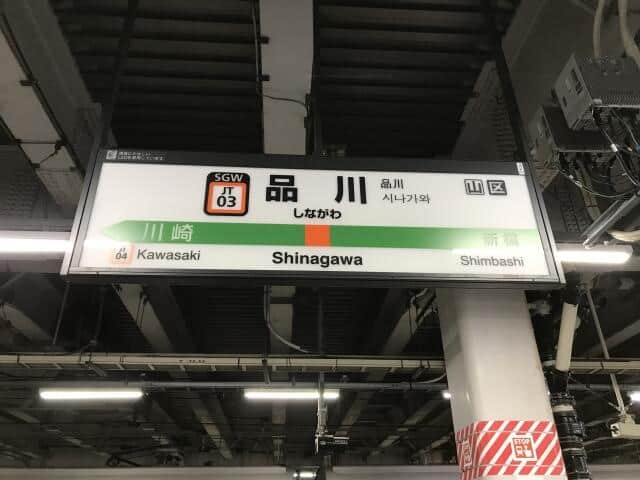 SGW
JT
03
品川
しながわ
品川
시나가와
山 区
川崎
新橋
JT
04
Kawasaki
Shinagawa
Shimbashi
STOP